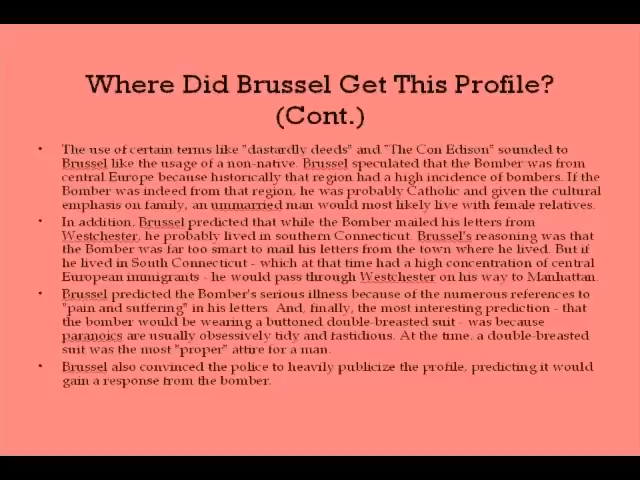 Where Did Brussel Get This Profile?
(Cont.)
• The use of certain terms like "dastardly deeds" and "The Con Edison" sounded to
Brussel like the usage of a non-native. Brussel speculated that the Bomber was from
central Europe because historically that region had a high incidence of bombers. If the
Bomber was indeed from that region, he was probably Catholic and given the cultural
emphasis on family, an unmarried man would most likely live with female relatives.
• In addition, Brussel predicted that while the Bomber mailed his letters from
Westchester, he probably lived in southern Connecticut. Brussel's reasoning was that
the Bomber was far too smart to mail his letters from the town where he lived. But if
he lived in South Connecticut - which at that time had a high concentration of central
European immigrants - he would pass through Westchester on his way to Manhattan.
• Brussel predicted the Bomber's serious illness because of the numerous references to
"pain and suffering" in his letters. And, finally, the most interesting prediction - that
the bomber would be wearing a buttoned double-breasted suit - was because
paranoics are usually obsessively tidy and fastidious. At the time, a double-breasted
suit was the most "proper" attire for a man.
• Brussel also convinced the police to heavily publicize the profile, predicting it would
gain a response from the bomber.